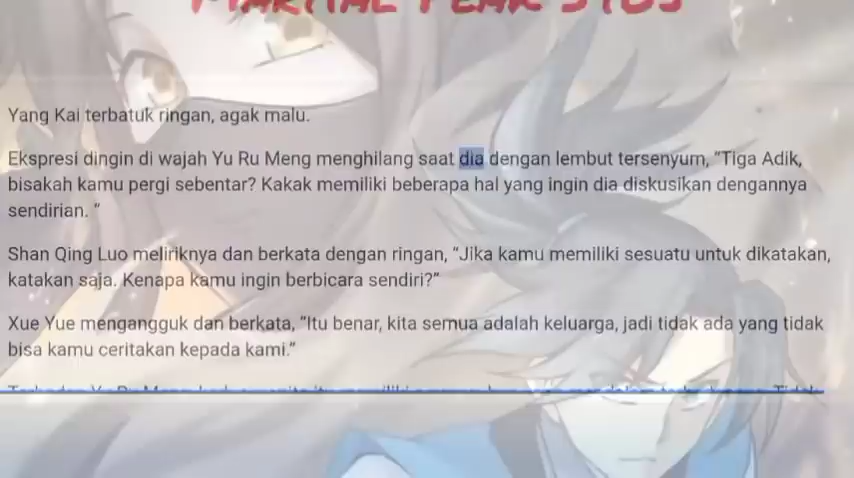 MARTIAL PEAK 5105
Yang Kai terbatuk ringan, agak malu.
Ekspresi dingin di wajah Yu Ru Meng menghilang saat dia dengan lembut tersenyum, “Tiga Adik,
bisakah kamu pergi sebentar? Kakak memiliki beberapa hal yang ingin dia diskusikan dengannya
sendirian. “
Shan Qing Luo meliriknya dan berkata dengan ringan, “Jika kamu memiliki sesuatu untuk dikatakan,
katakan saja. Kenapa kamu ingin berbicara sendiri?”
Xue Yue mengangguk dan berkata, “Itu benar, kita semua adalah keluarga, jadi tidak ada yang tidak
bisa kamu ceritakan kepada kami.”